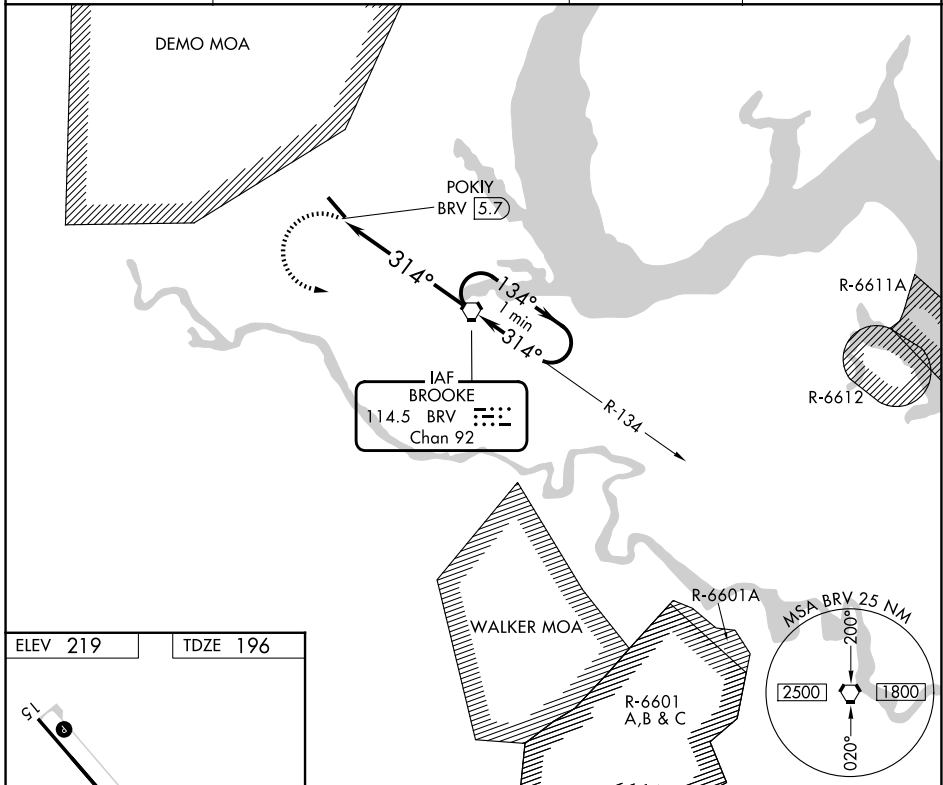 DEMO MOA
POKIY
BRV 5.7
314°
134°
1 min
314°
R-6611A
R-6612
IAF
BROOKE
114.5 BRV
Chan 92
R-134
R-6601A
WALKER MOA
MSA BRV 25 NM
200°
2500
1800
020°
R-6601
A,B & C
ELEV 219
TDZE 196
15
P